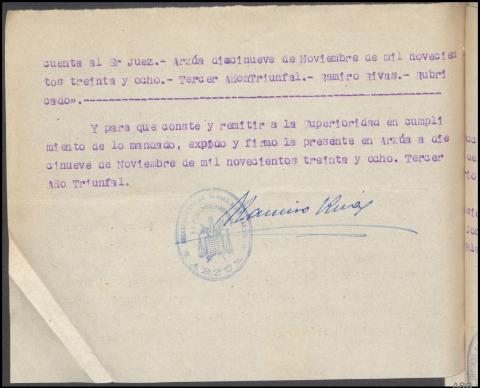 cuenta al Sr Juez.- Arzúa diecinueve de Noviembre de mil novecien
tos treinta y ocho.- Tercer AñonTriunfal.- Ramiro Rivas.- Rubri
cado».-
Y para que conste y remitir a la Superioridad en cumpli
miento de lo mandado, expido y firmo la presente en Arzúa a die
cinueve de Noviembre de mil novecientos treinta y ocho. Tercer
Año Triunfal.
Ramiro Rivas
ARZUA